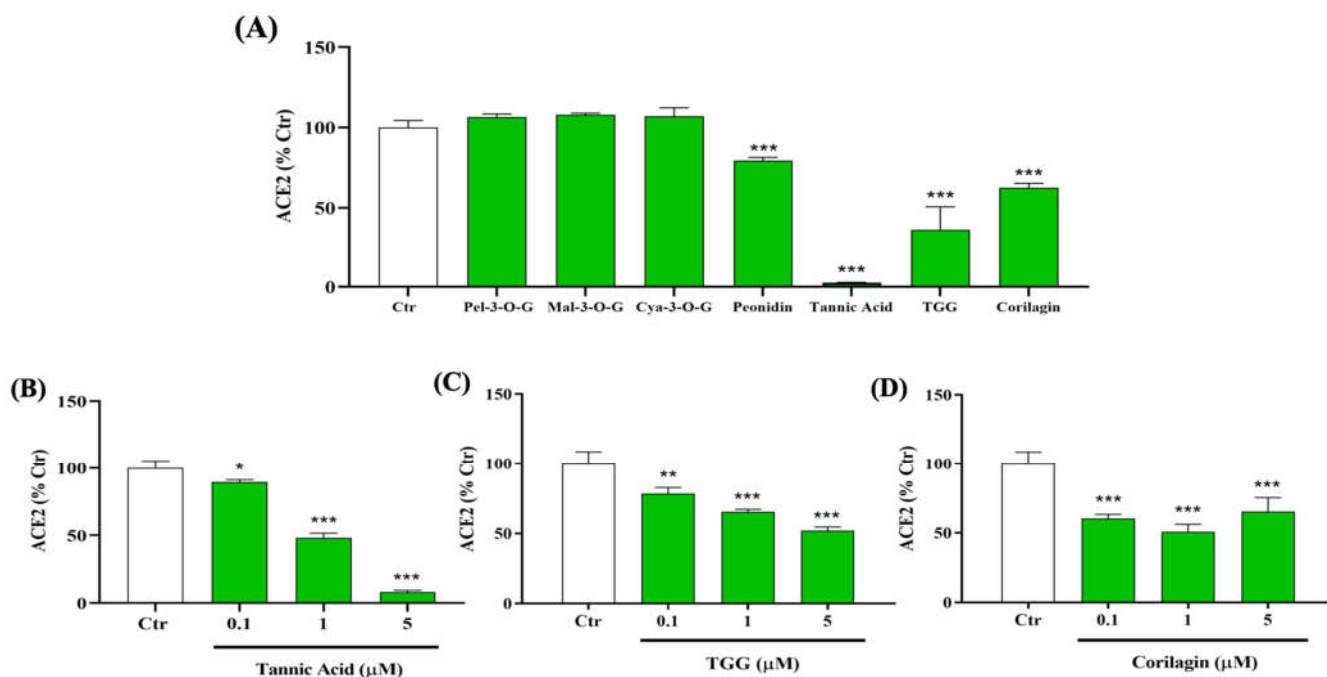 (A)
150
100
50
0
ACE2 (% Ctr)
***
***
***
***
Ctr Pel-3-O-G Mal-3-O-G Cya-3-O-G Peonidin Tannic Acid TGG Corilagin
(B)
150
100
50
0
ACE2 (% Ctr)
*
***
***
Ctr 0.1 1 5
Tannic Acid (μM)
(C)
150
100
50
0
ACE2 (% Ctr)
**
***
***
Ctr 0.1 1 5
TGG (μM)
(D)
150
100
50
0
ACE2 (% Ctr)
***
***
***
Ctr 0.1 1 5
Corilagin (μM)